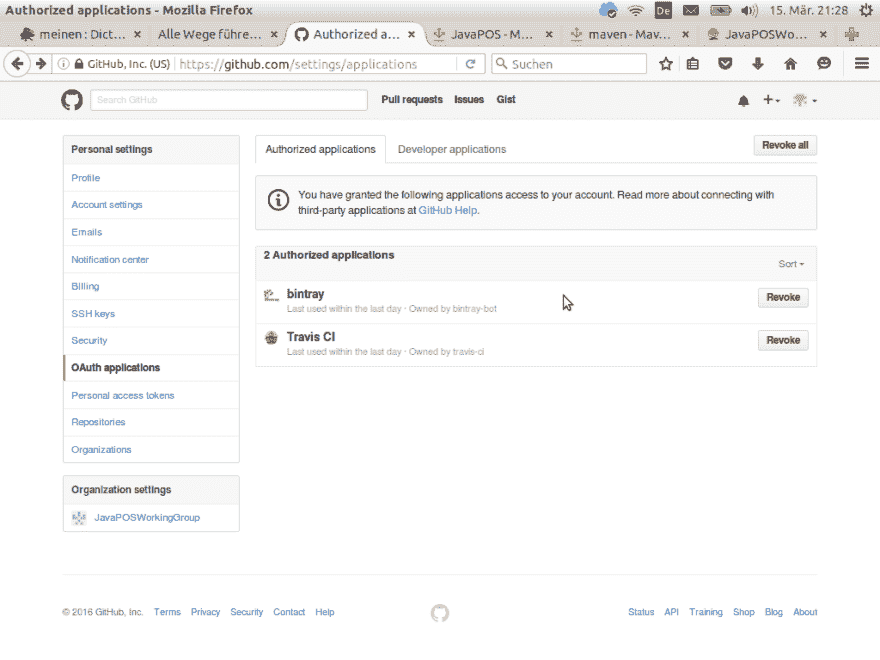 Authorized applications - Mozilla Firefox
De
15. Mär. 21:28
meinen : Dict...
Alle Wege führe...
Authorized a...
JavaPOS - M...
maven - Mav...
JavaPOSWo...
GitHub, Inc. (US)
https://github.com/settings/applications
Suchen
Search GitHub
Pull requests
Issues
Gist
Personal settings
Profile
Account settings
Emails
Notification center
Billing
SSH keys
Security
OAuth applications
Personal access tokens
Repositories
Organizations
Organization settings
JavaPOSWorkingGroup
Authorized applications
Developer applications
Revoke all
You have granted the following applications access to your account. Read more about connecting with
third-party applications at GitHub Help.
2 Authorized applications
Sort
bintray
Last used within the last day · Owned by bintray-bot
Revoke
Travis CI
Last used within the last day · Owned by travis-ci
Revoke
© 2016 GitHub, Inc.
Terms
Privacy
Security
Contact
Help
Status
API
Training
Shop
Blog
About